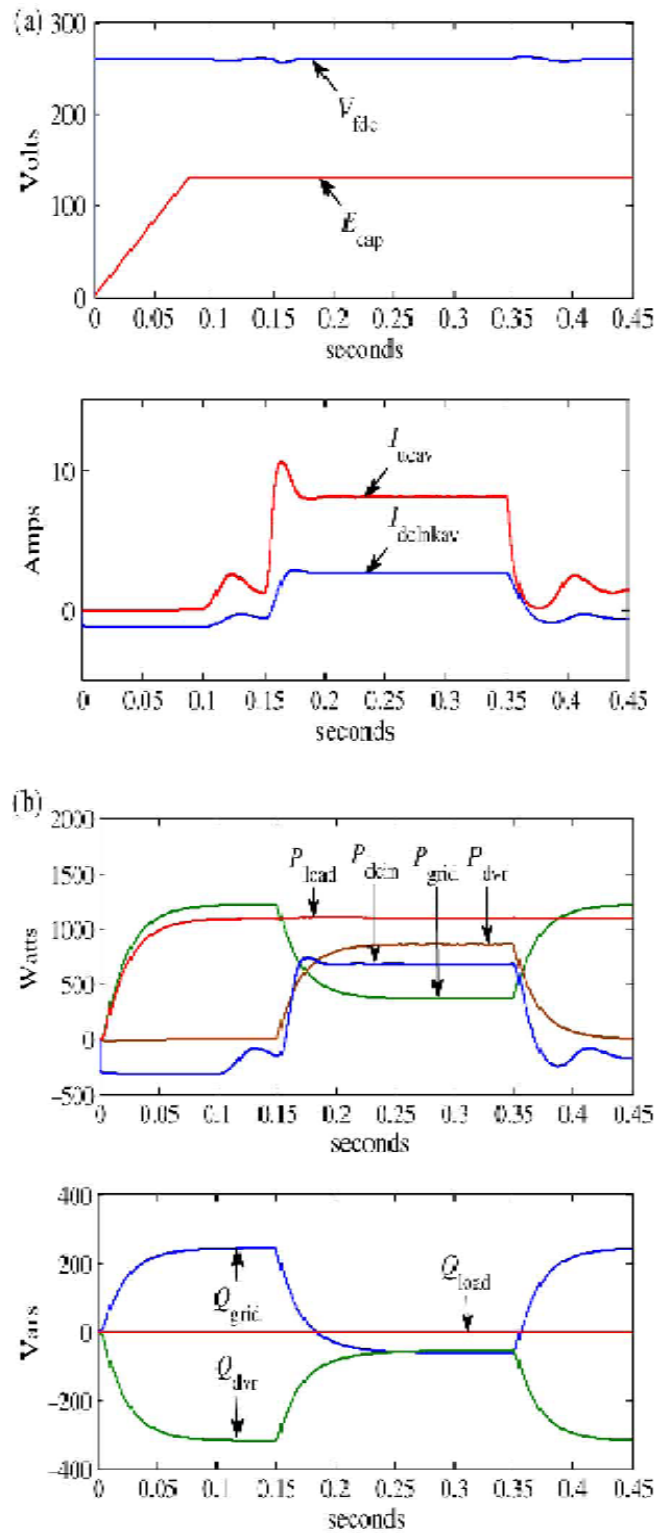 (a)
300
200
100
0
Volts
V fdc
E cap
0 0.05 0.1 0.15 0.2 0.25 0.3 0.35 0.4 0.45
seconds
10
0
Amps
I ucav
I dclnkav
0 0.05 0.1 0.15 0.2 0.25 0.3 0.35 0.4 0.45
seconds
(b)
2000
1500
1000
500
0
−500
Watts
P load P dcin P grid P dvr
0 0.05 0.1 0.15 0.2 0.25 0.3 0.35 0.4 0.45
seconds
400
200
0
−200
−400
Vars
Q grid
Q load
Q dvr
0 0.05 0.1 0.15 0.2 0.25 0.3 0.35 0.4 0.45
seconds